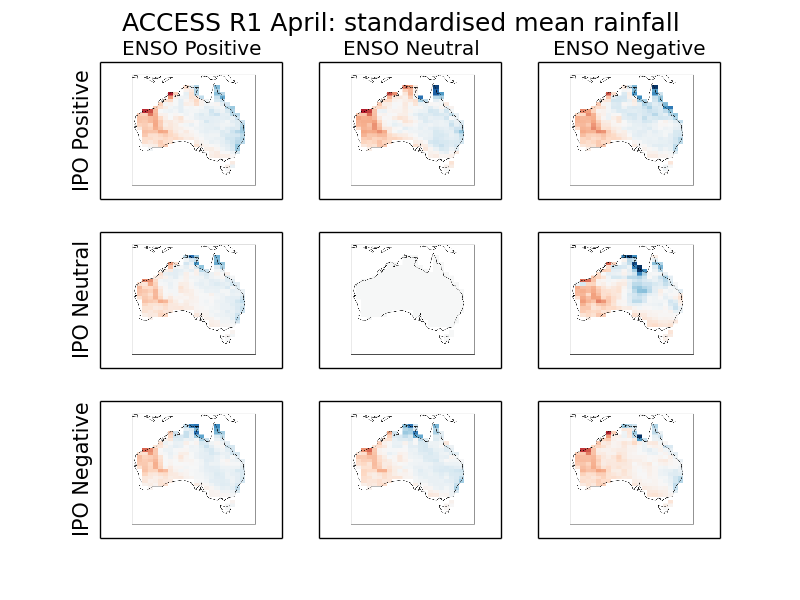 ACCESS R1 April: standardised mean rainfall
ENSO Positive
ENSO Neutral
ENSO Negative
IPO Positive
IPO Neutral
IPO Negative